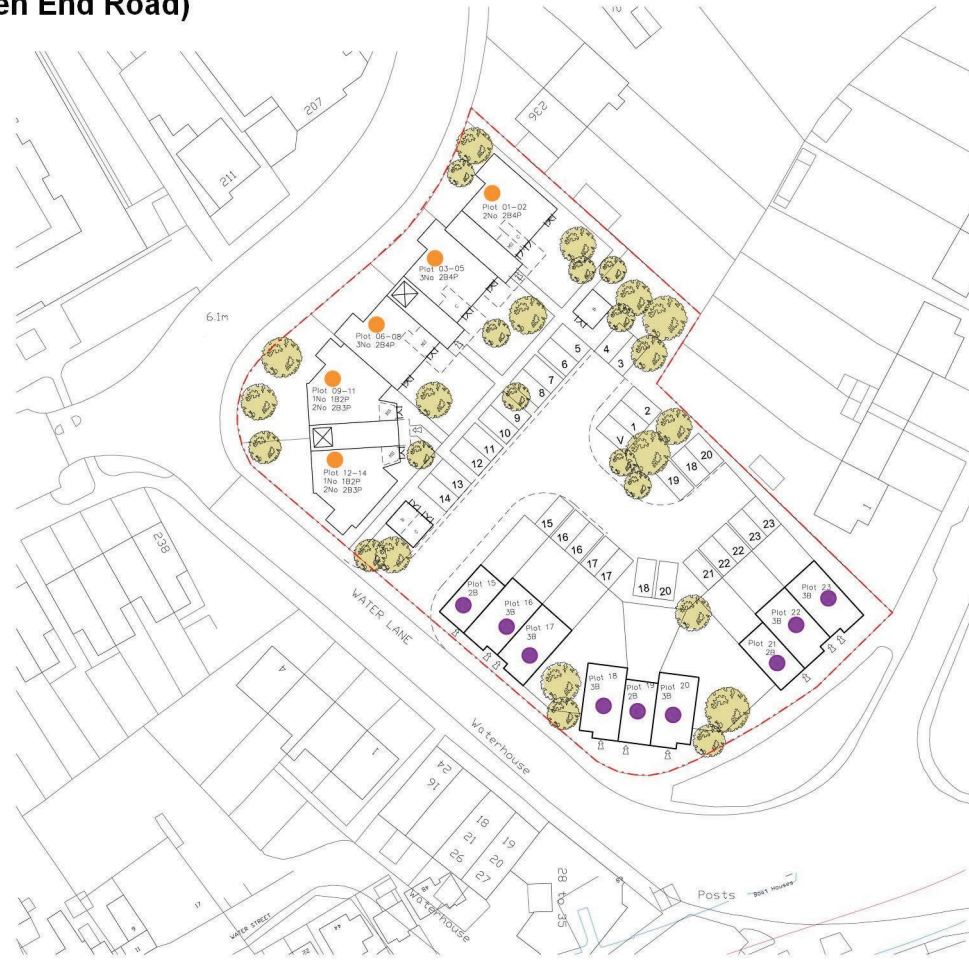 en End Road)
207
236
211
Plot 01-02
2No 2B4P
Plot 03-05
3No 2B4P
6.1m
Plot 06-08
3No 2B4P
Plot 09-11
1No 1B2P
2No 2B3P
Plot 12-14
1No 1B2P
2No 2B3P
5
4
3
6
7
8
9
10
11
12
13
14
2
1
V
20
18
19
15
16
16
17
17
18
20
21
22
22
23
23
238
WATER LANE
Plot 15
2B
Plot 16
3B
Plot 17
3B
Plot 18
3B
Plot 19
2B
Plot 20
3B
Plot 21
2B
Plot 22
3B
Plot 23
3B
4
1
1
Waterhouse
24
16
18
21
26
19
20
27
28 to 35
Posts
Boat Houses
Waterhouse
WATER STREET
17
9
11
44
48